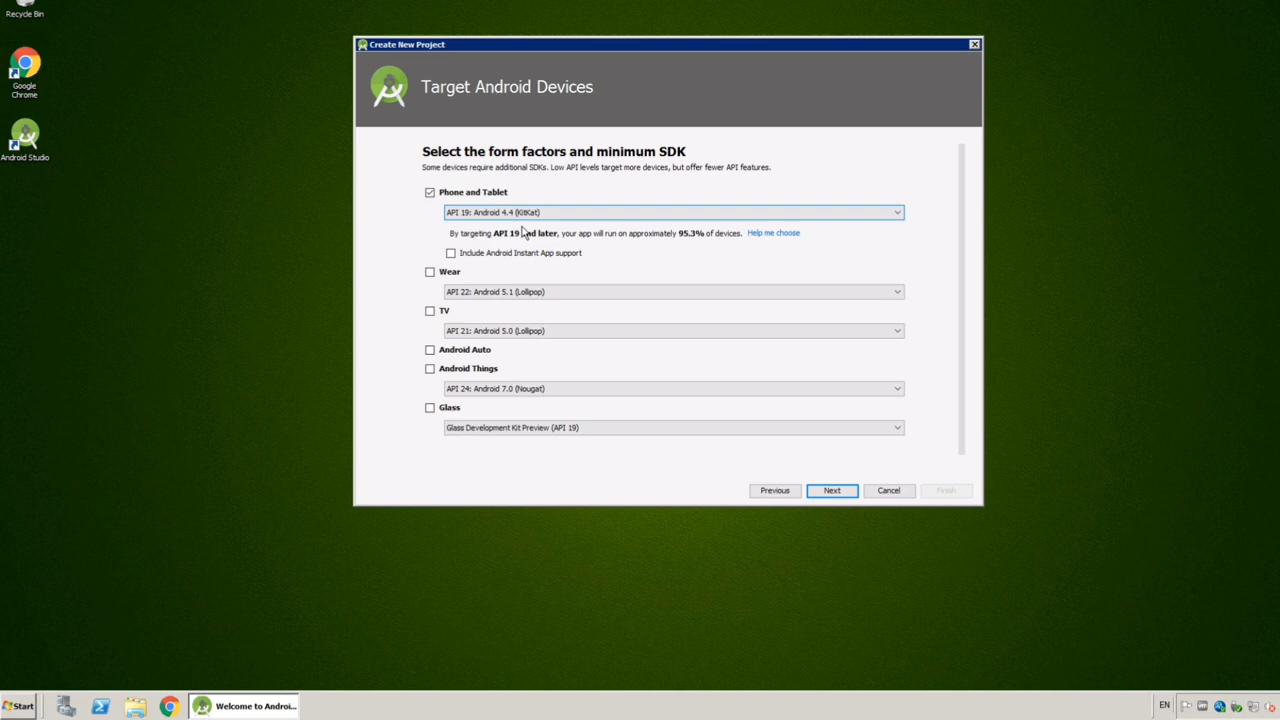 Recycle Bin
Google
Chrome
Android Studio
Create New Project
Target Android Devices
Select the form factors and minimum SDK
Some devices require additional SDKs. Low API levels target more devices, but offer fewer API features.
Phone and Tablet
API 19: Android 4.4 (KitKat)
By targeting API 19 and later, your app will run on approximately 95.3% of devices. Help me choose
Include Android Instant App support
Wear
API 22: Android 5.1 (Lollipop)
TV
API 21: Android 5.0 (Lollipop)
Android Auto
Android Things
API 24: Android 7.0 (Nougat)
Glass
Glass Development Kit Preview (API 19)
Previous Next Cancel Finish
Start Welcome to Androi... EN